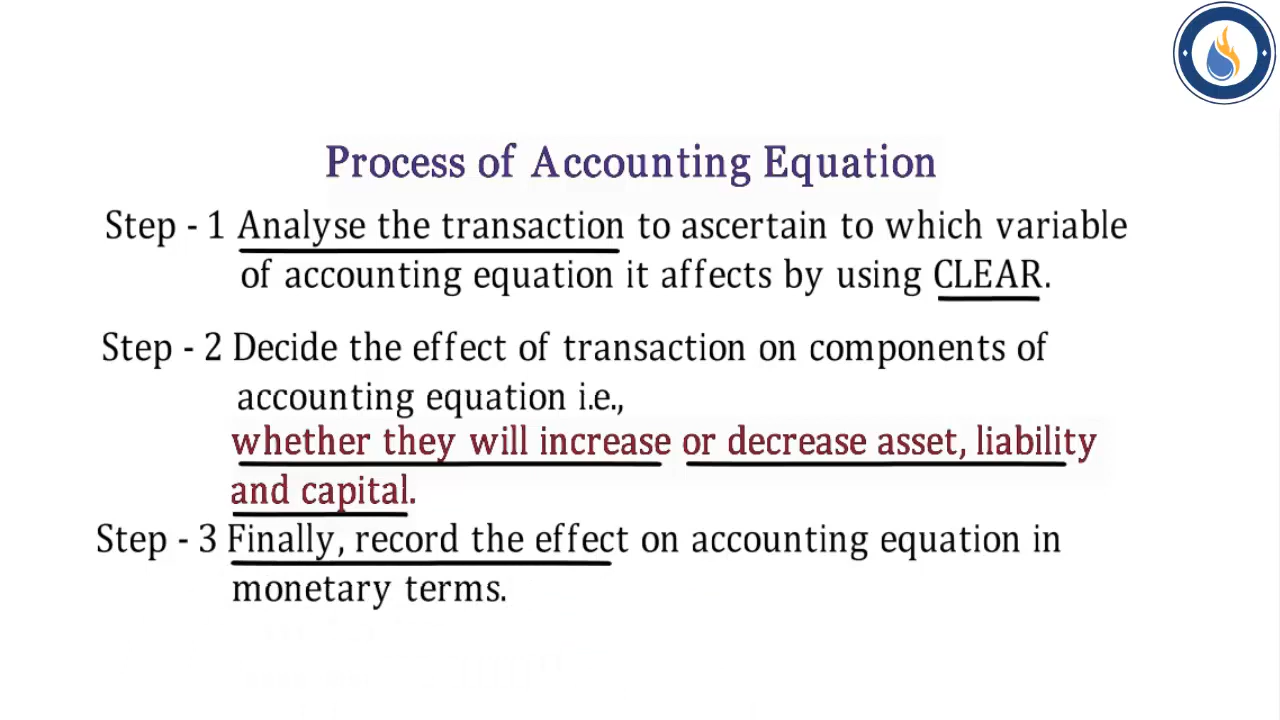 Process of Accounting Equation
Step - 1 Analyse the transaction to ascertain to which variable
of accounting equation it affects by using CLEAR.
Step - 2 Decide the effect of transaction on components of
accounting equation i.e.,
whether they will increase or decrease asset, liability
and capital.
Step - 3 Finally, record the effect on accounting equation in
monetary terms.